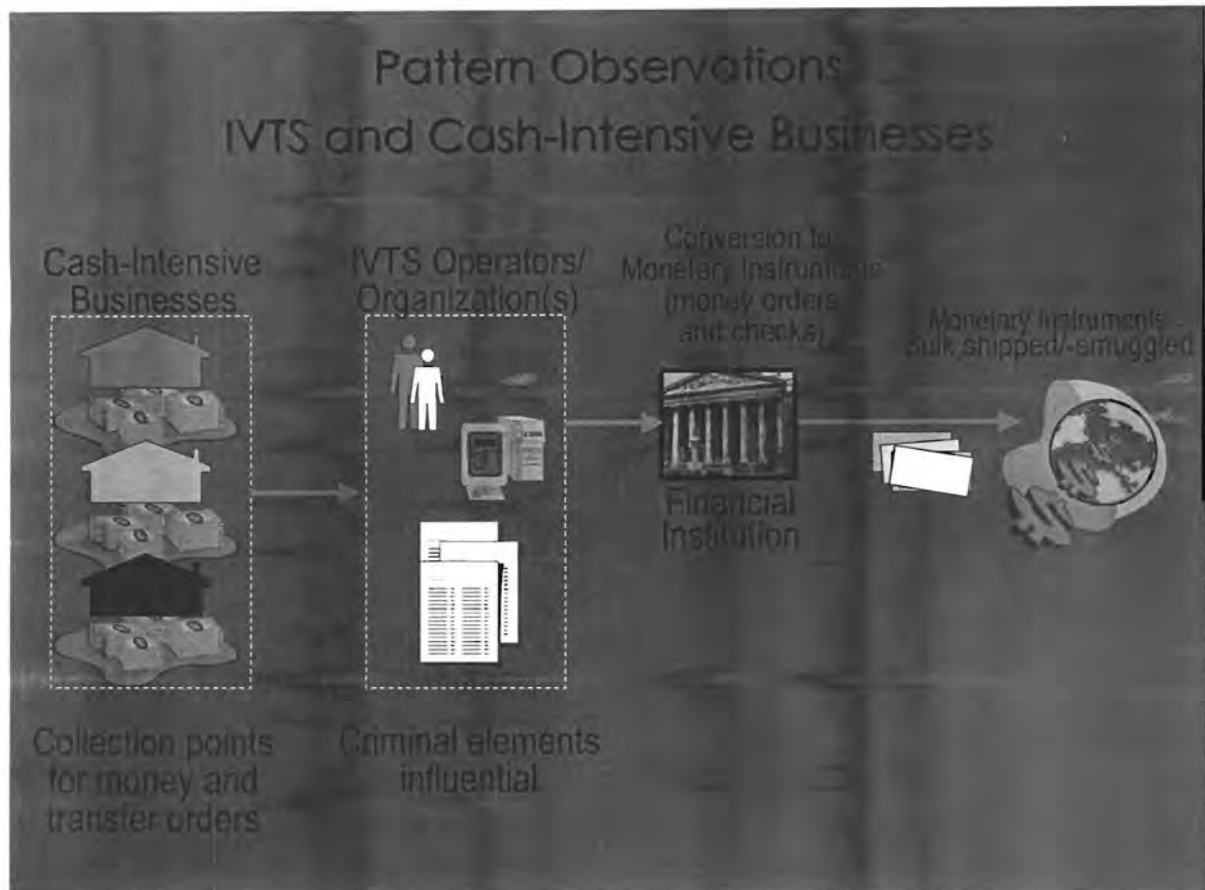 Pattern Observations
IVTS and Cash-Intensive Businesses
Cash-Intensive
Businesses
IVTS Operators/
Organization(s)
Conversion to
Monetary Instruments
(money orders
and checks)
Monetary Instruments -
Bulk shipped/-smuggled
Financial
Institution
Collection points
for money and
transfer orders
Criminal elements
influential